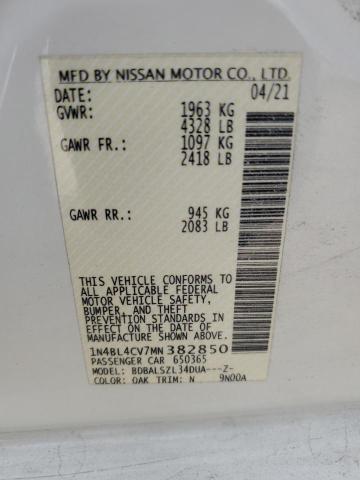 MFD BY NISSAN MOTOR CO., LTD.
DATE: 04/21
GVWR: 1963 KG
4328 LB
GAWR FR.: 1097 KG
2418 LB
GAWR RR.: 945 KG
2083 LB
THIS VEHICLE CONFORMS TO
ALL APPLICABLE FEDERAL
MOTOR VEHICLE SAFETY,
BUMPER, AND THEFT
PREVENTION STANDARDS IN
EFFECT ON THE DATE OF
MANUFACTURE SHOWN ABOVE.
1N4BL4CV7MN382850
PASSENGER CAR 650365
MODEL: BDBALSZL34DUA---Z-
COLOR: QAK TRIM: N 9N00A